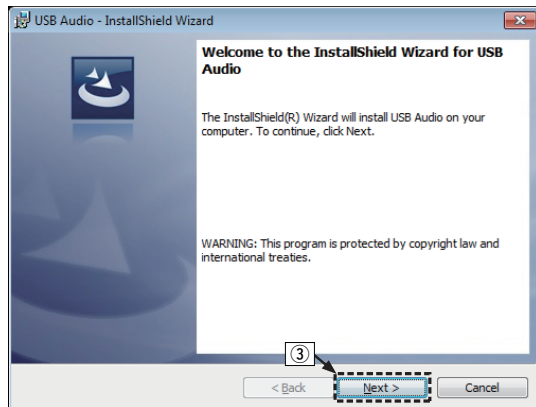 USB Audio - InstallShield Wizard
Welcome to the InstallShield Wizard for USB
Audio
The InstallShield(R) Wizard will install USB Audio on your
computer. To continue, click Next.
WARNING: This program is protected by copyright law and
international treaties.
③
< Back
Next >
Cancel